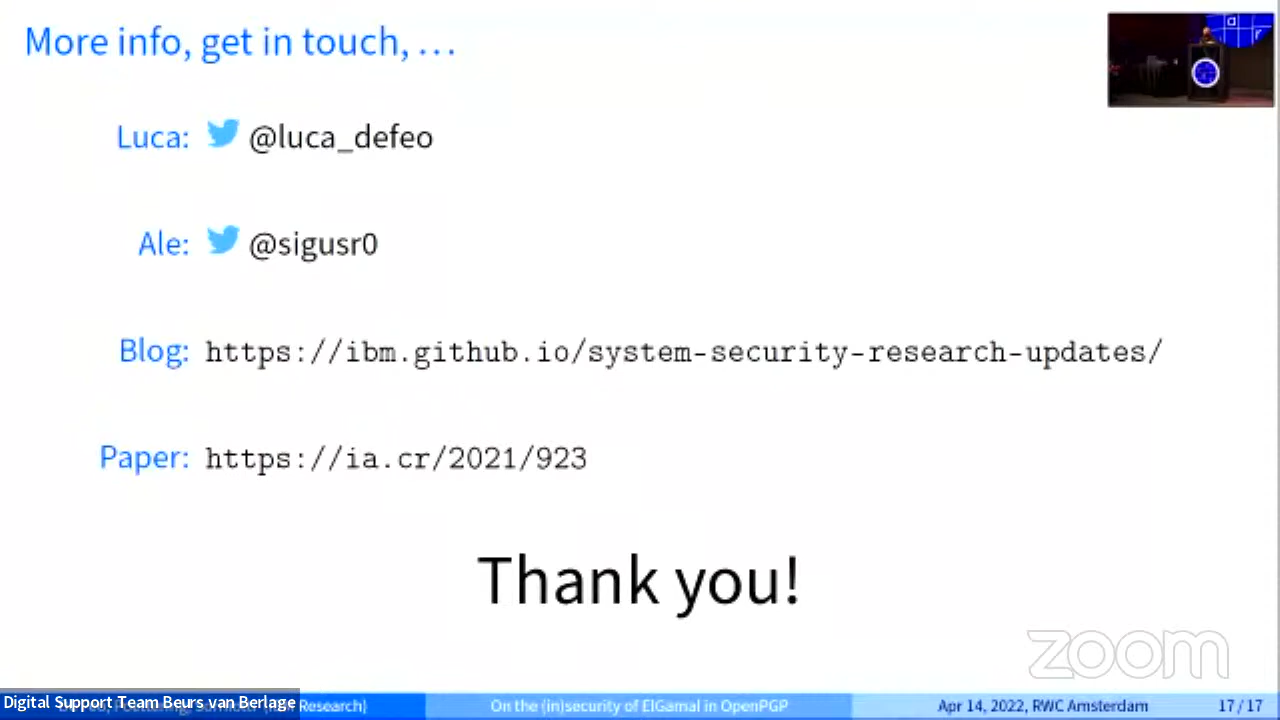 More info, get in touch, …
Luca: @luca_defeo
Ale: @sigusr0
Blog: https://ibm.github.io/system-security-research-updates/
Paper: https://ia.cr/2021/923
Thank you!
zoom
Digital Support Team Beurs van Berlage
Research)
On the (in)security of ElGamal in OpenPGP
Apr 14, 2022, RWC Amsterdam
17 / 17